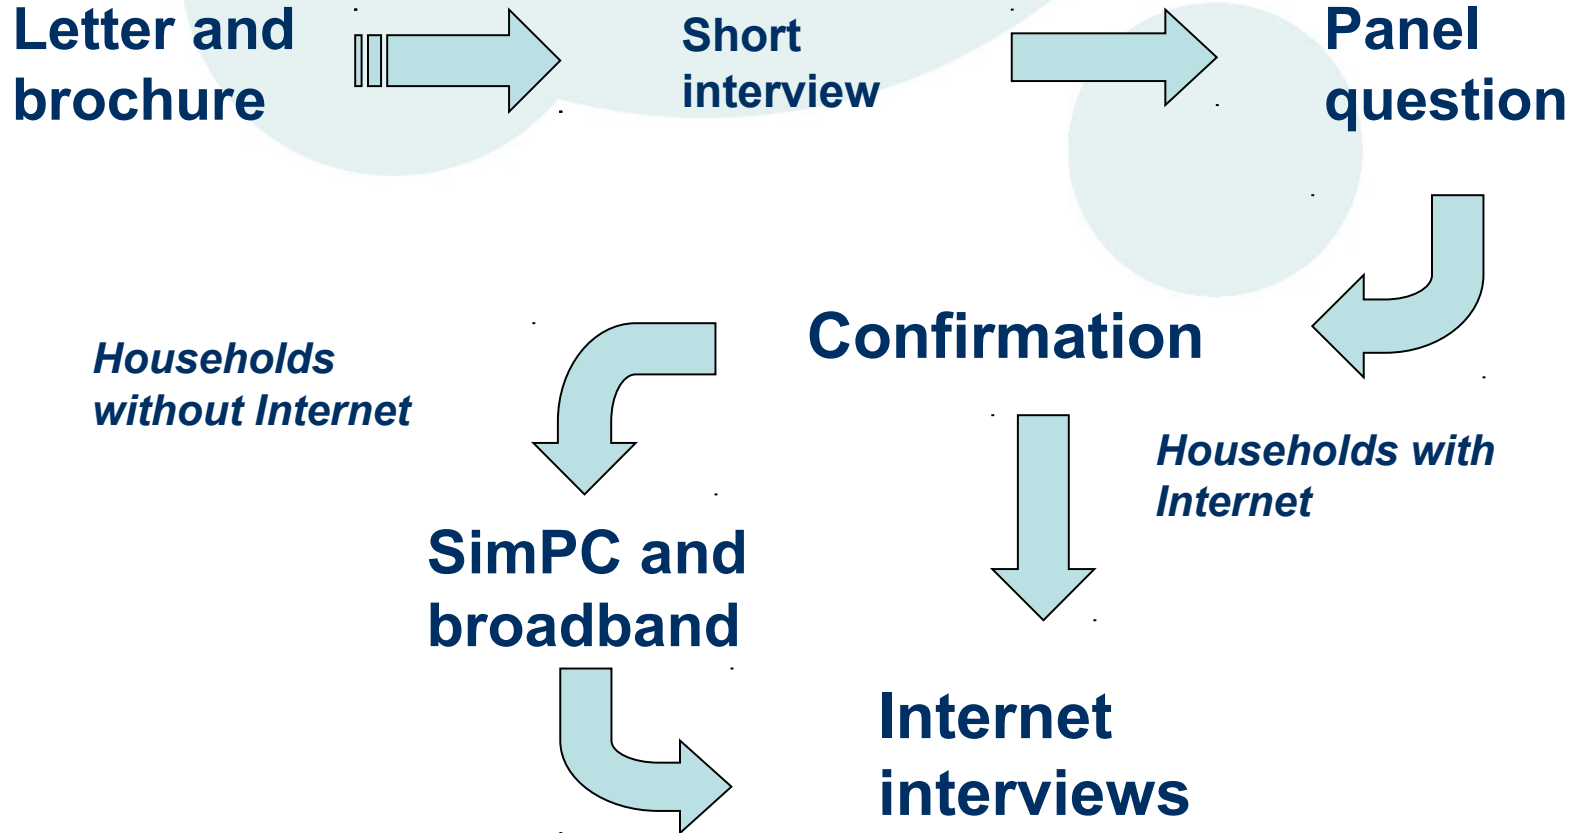 Letter and
brochure
Short
interview
Panel
question
Confirmation
Households
without Internet
Households with
Internet
SimPC and
broadband
Internet
interviews